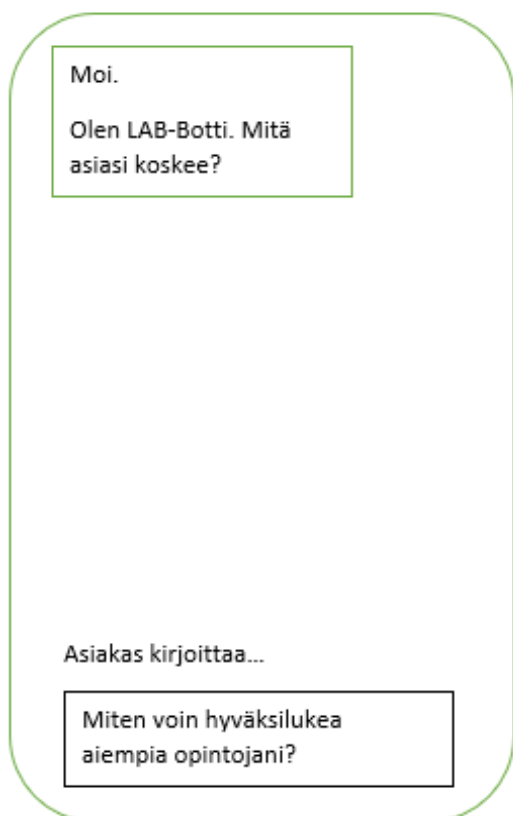 Moi.
Olen LAB-Botti. Mitä
asiasi koskee?
Asiakas kirjoittaa...
Miten voin hyväksilukea
aiempia opintojani?